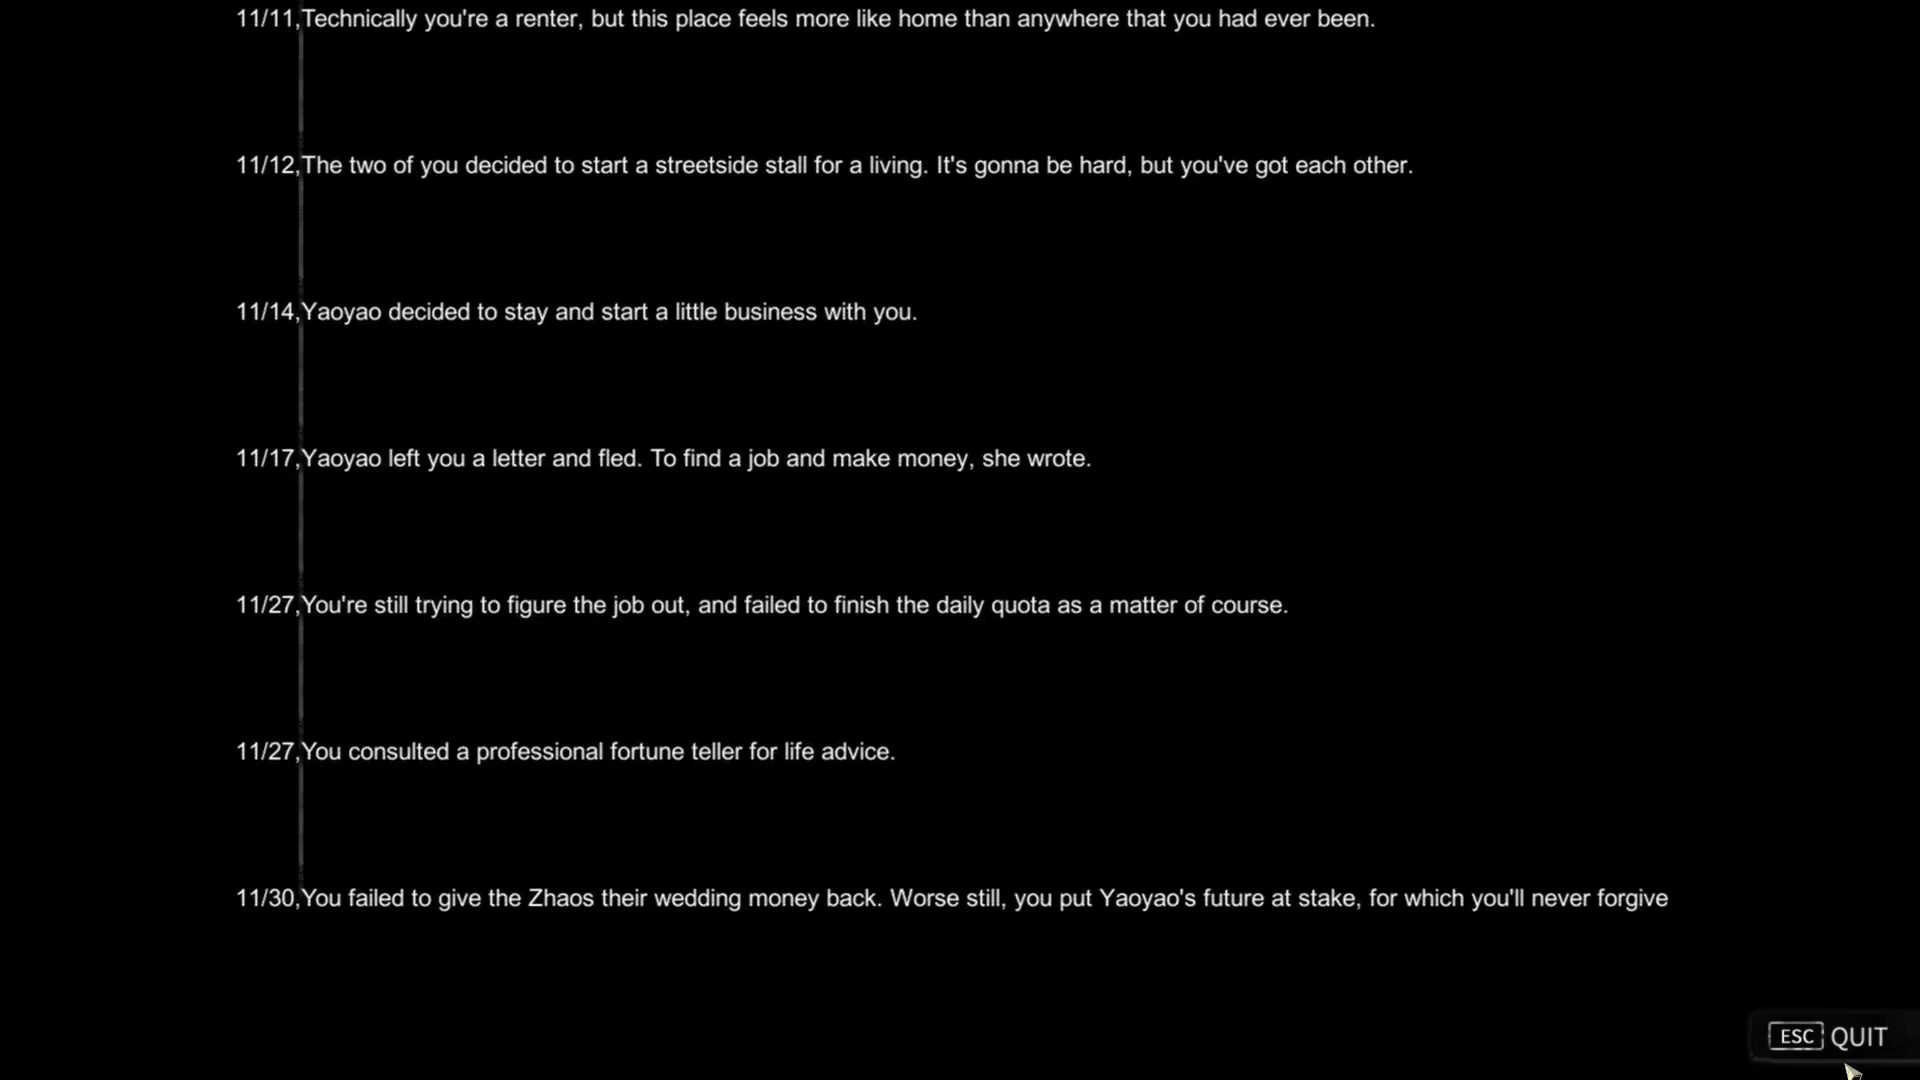 11/11,Technically you're a renter, but this place feels more like home than anywhere that you had ever been.
11/12,The two of you decided to start a streetside stall for a living. It's gonna be hard, but you've got each other.
11/14,Yaoyao decided to stay and start a little business with you.
11/17,Yaoyao left you a letter and fled. To find a job and make money, she wrote.
11/27,You're still trying to figure the job out, and failed to finish the daily quota as a matter of course.
11/27,You consulted a professional fortune teller for life advice.
11/30,You failed to give the Zhaos their wedding money back. Worse still, you put Yaoyao's future at stake, for which you'll never forgive
ESC QUIT